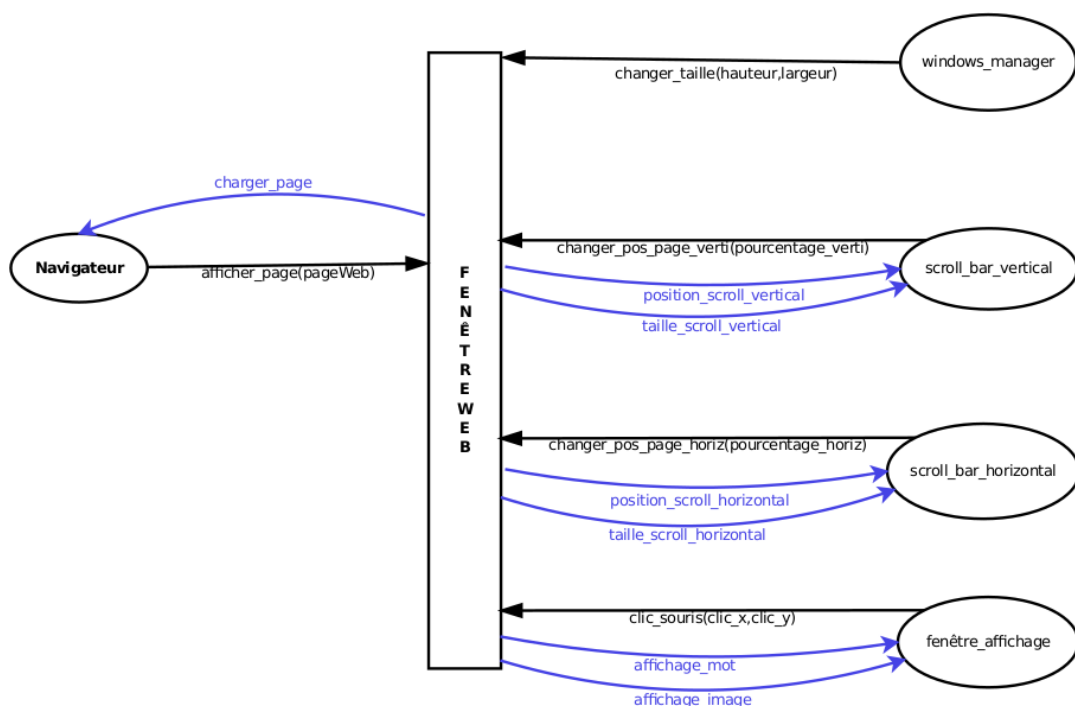 windows_manager
changer_taille(hauteur,largeur)
charger_page
Navigateur
afficher_page(pageWeb)
FENÊTREWEB
changer_pos_page_verti(pourcentage_verti)
scroll_bar_vertical
position_scroll_vertical
taille_scroll_vertical
changer_pos_page_horiz(pourcentage_horiz)
scroll_bar_horizontal
position_scroll_horizontal
taille_scroll_horizontal
clic_souris(clic_x,clic_y)
fenêtre_affichage
affichage_mot
affichage_image